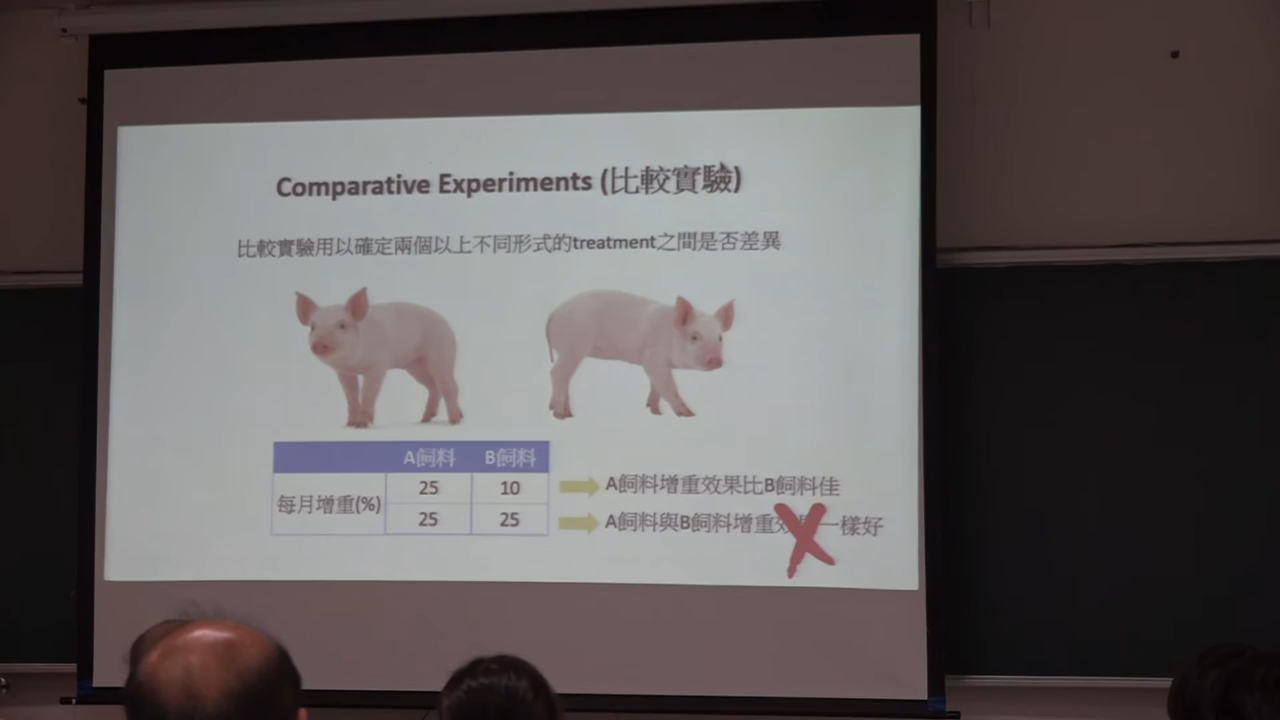 Comparative Experiments (比較實驗)
比較實驗用以確定兩個以上不同形式的treatment之間是否差異
A飼料 B飼料
每月增重(%)
25 10
25 25
A飼料增重效果比B飼料佳
A飼料與B飼料增重效果一樣好